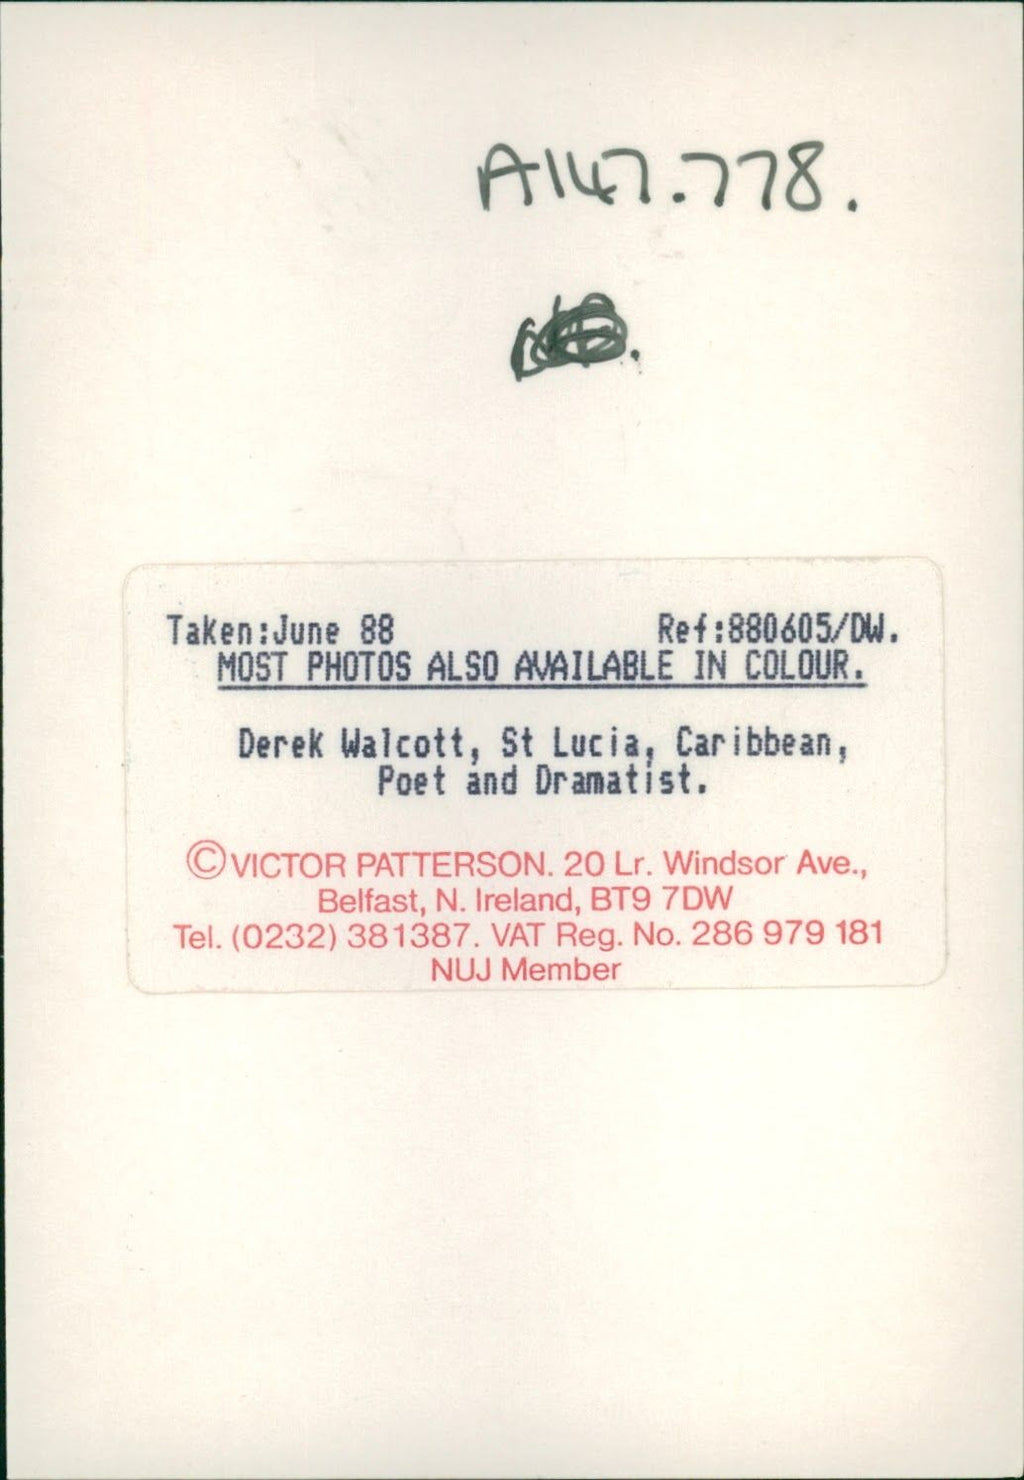 A147.778.
Taken:June 88 Ref:880605/DW.
MOST PHOTOS ALSO AVAILABLE IN COLOUR.
Derek Walcott, St Lucia, Caribbean,
Poet and Dramatist.
©VICTOR PATTERSON. 20 Lr. Windsor Ave.,
Belfast, N. Ireland, BT9 7DW
Tel. (0232) 381387. VAT Reg. No. 286 979 181
NUJ Member